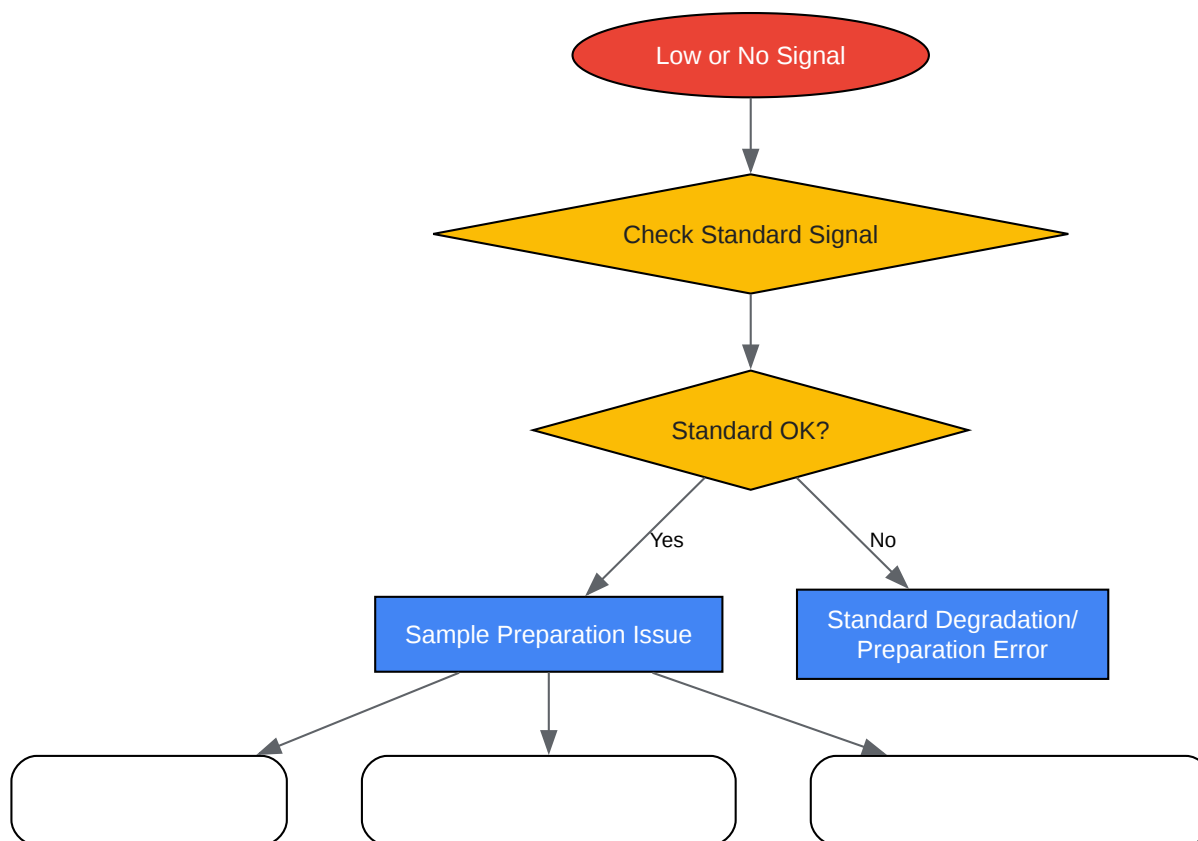 Low or No Signal
Check Standard Signal
Standard OK?
Yes
No
Sample Preparation Issue
Standard Degradation/
Preparation Error